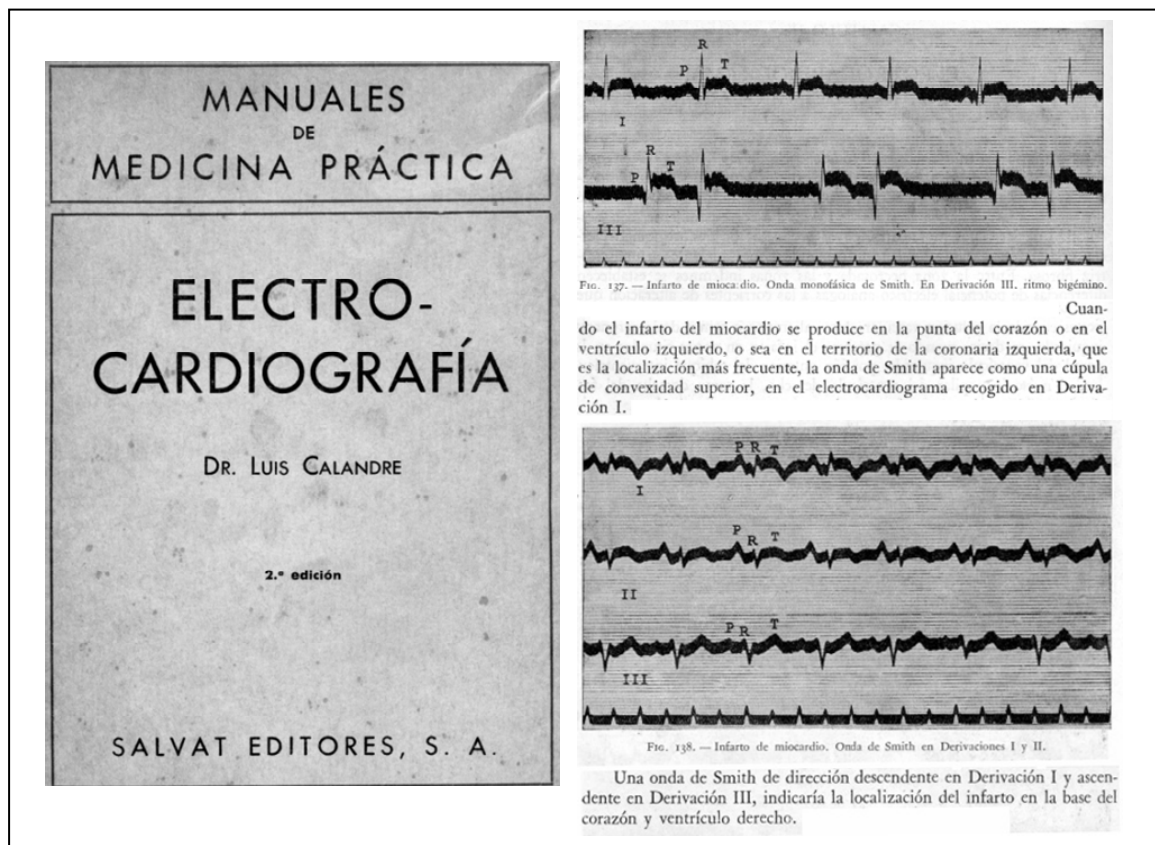 MANUALES
DE
MEDICINA PRÁCTICA
ELECTRO-
CARDIOGRAFÍA
DR. LUIS CALANDRE
2.ª edición
SALVAT EDITORES, S. A.
R
P T
I
R
P T
III
FIG. 137. — Infarto de miocardio. Onda monofásica de Smith. En Derivación III. ritmo bigémino.
Cuan-
do el infarto del miocardio se produce en la punta del corazón o en el
ventrículo izquierdo, o sea en el territorio de la coronaria izquierda, que
es la localización más frecuente, la onda de Smith aparece como una cúpula
de convexidad superior, en el electrocardiograma recogido en Deriva-
ción I.
P R T
I
P R T
II
P R T
III
FIG. 138. — Infarto de miocardio. Onda de Smith en Derivaciones I y II.
Una onda de Smith de dirección descendente en Derivación I y ascen-
dente en Derivación III, indicaría la localización del infarto en la base del
corazón y ventrículo derecho.